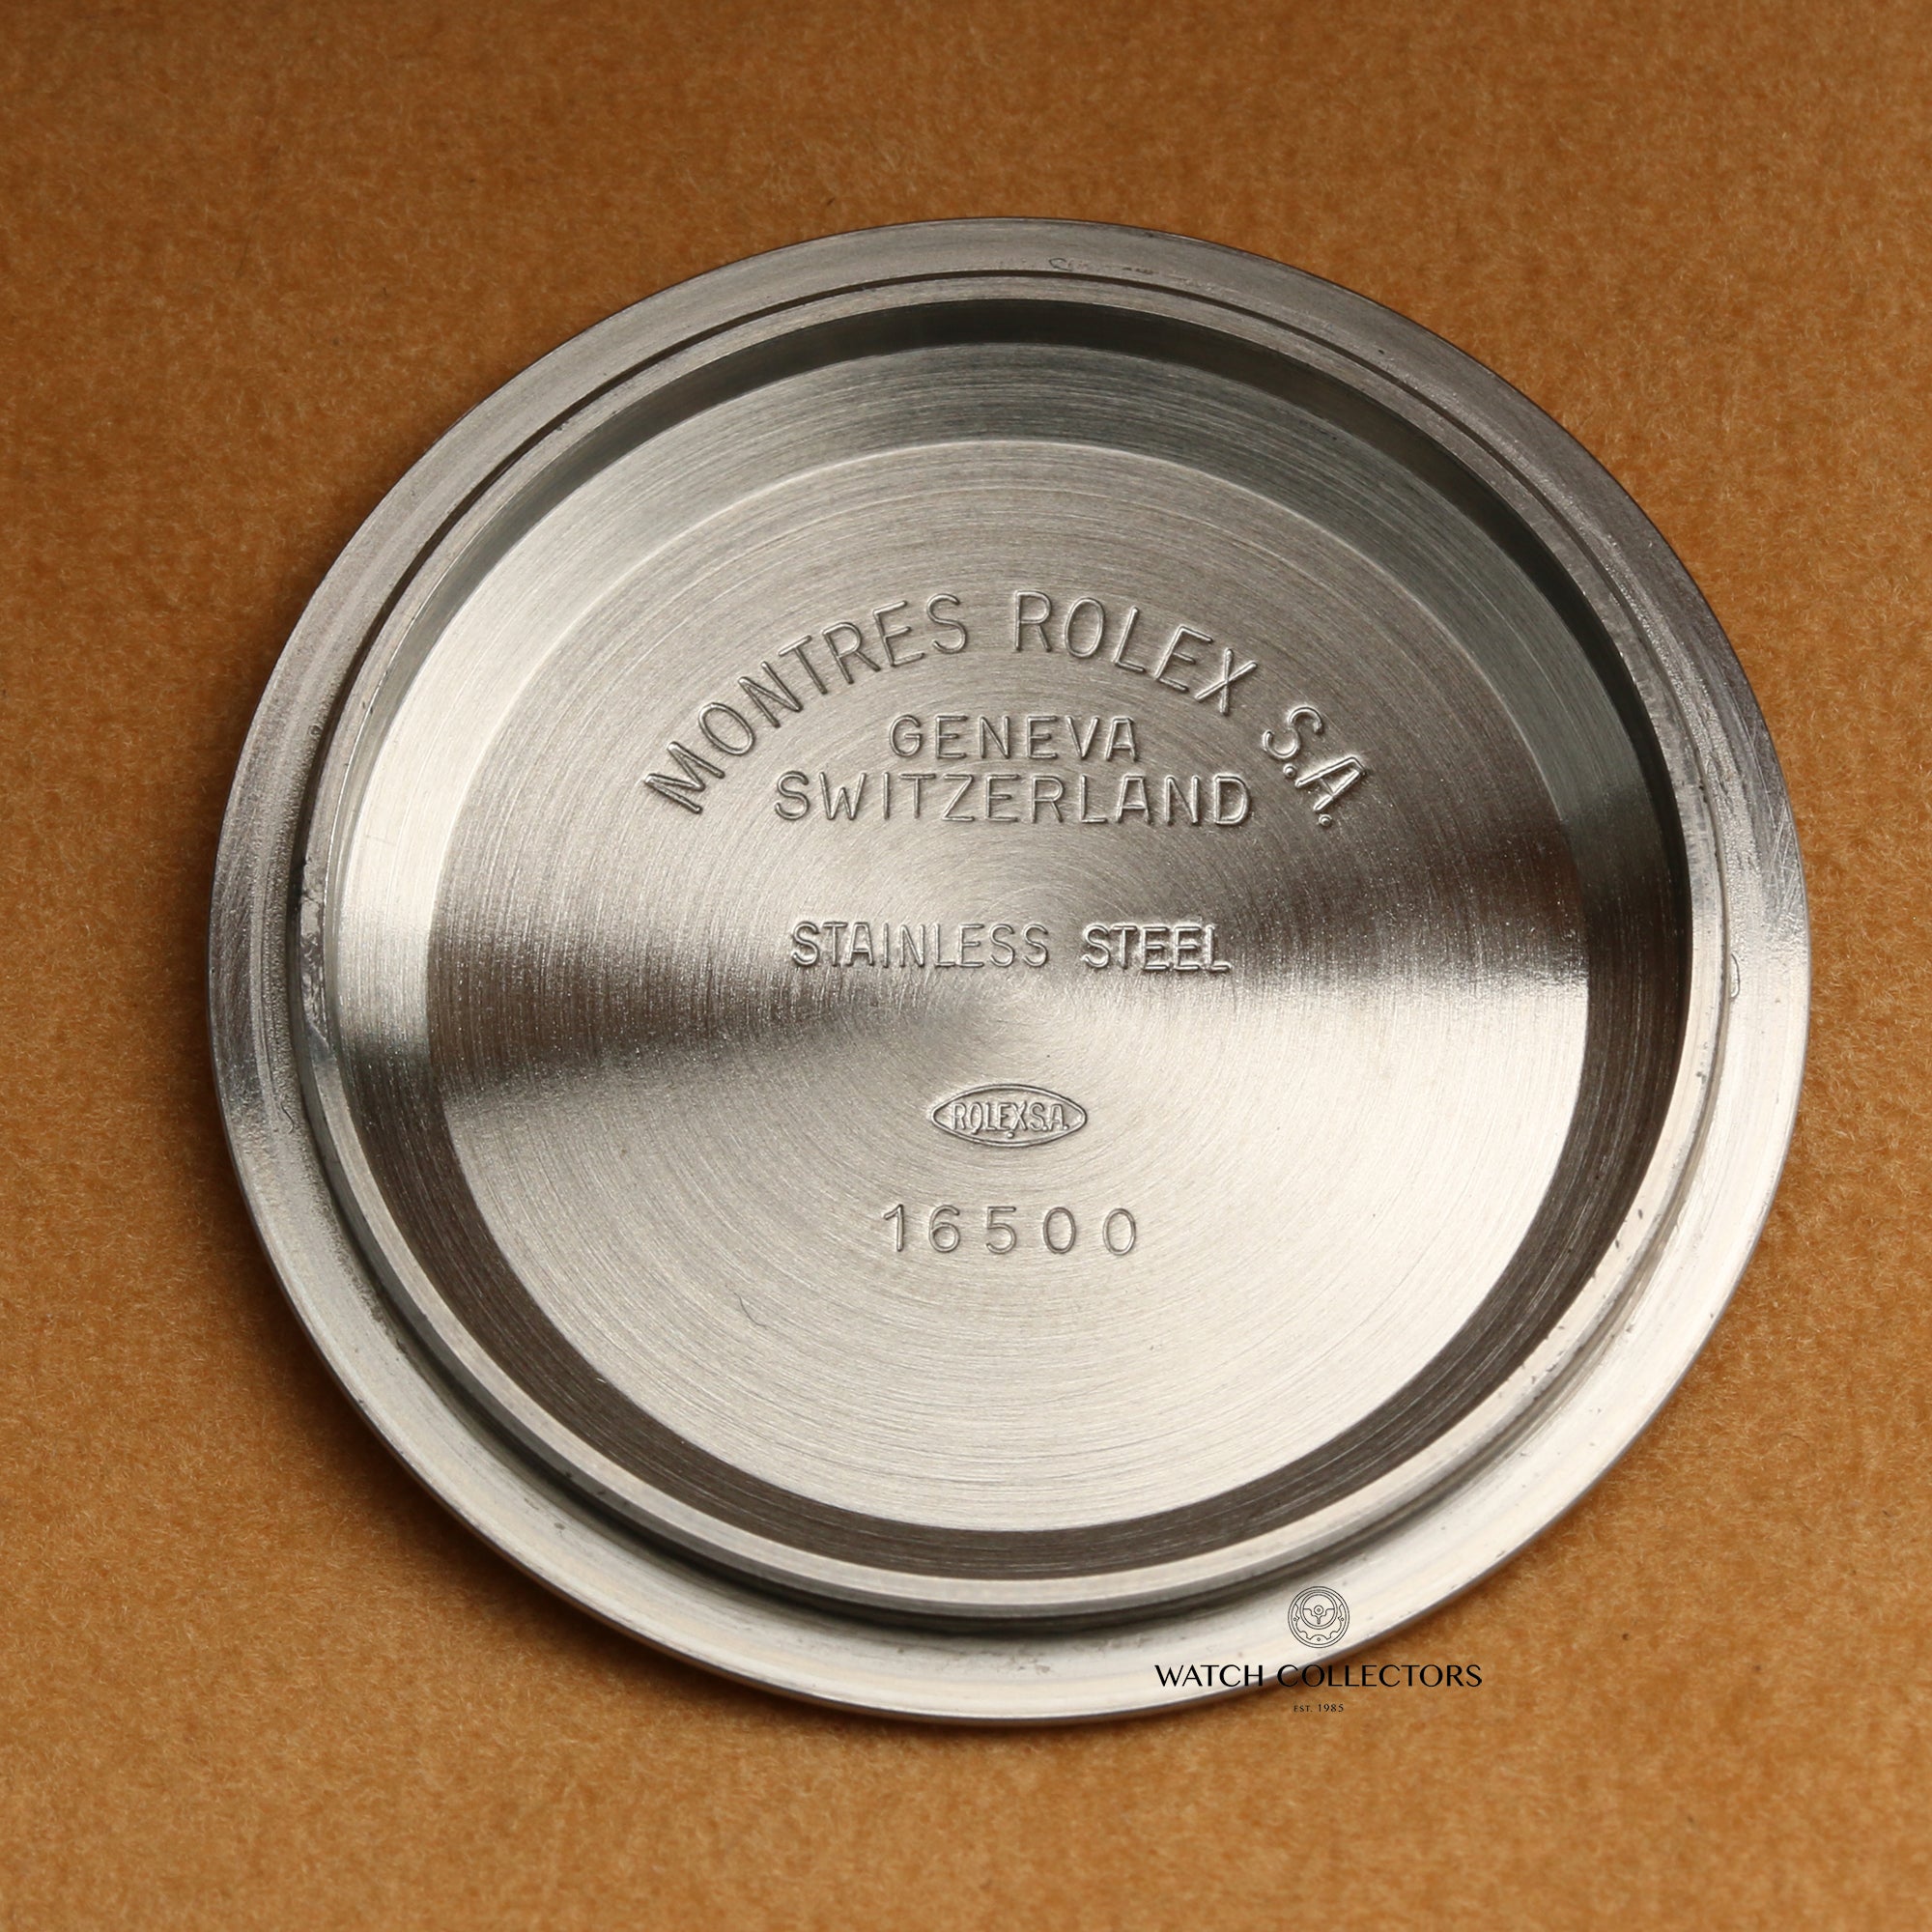 MONTRES ROLEX S.A.
GENEVA
SWITZERLAND
STAINLESS STEEL
ROLEX S.A.
16500
WATCH COLLECTORS
EST. 1985